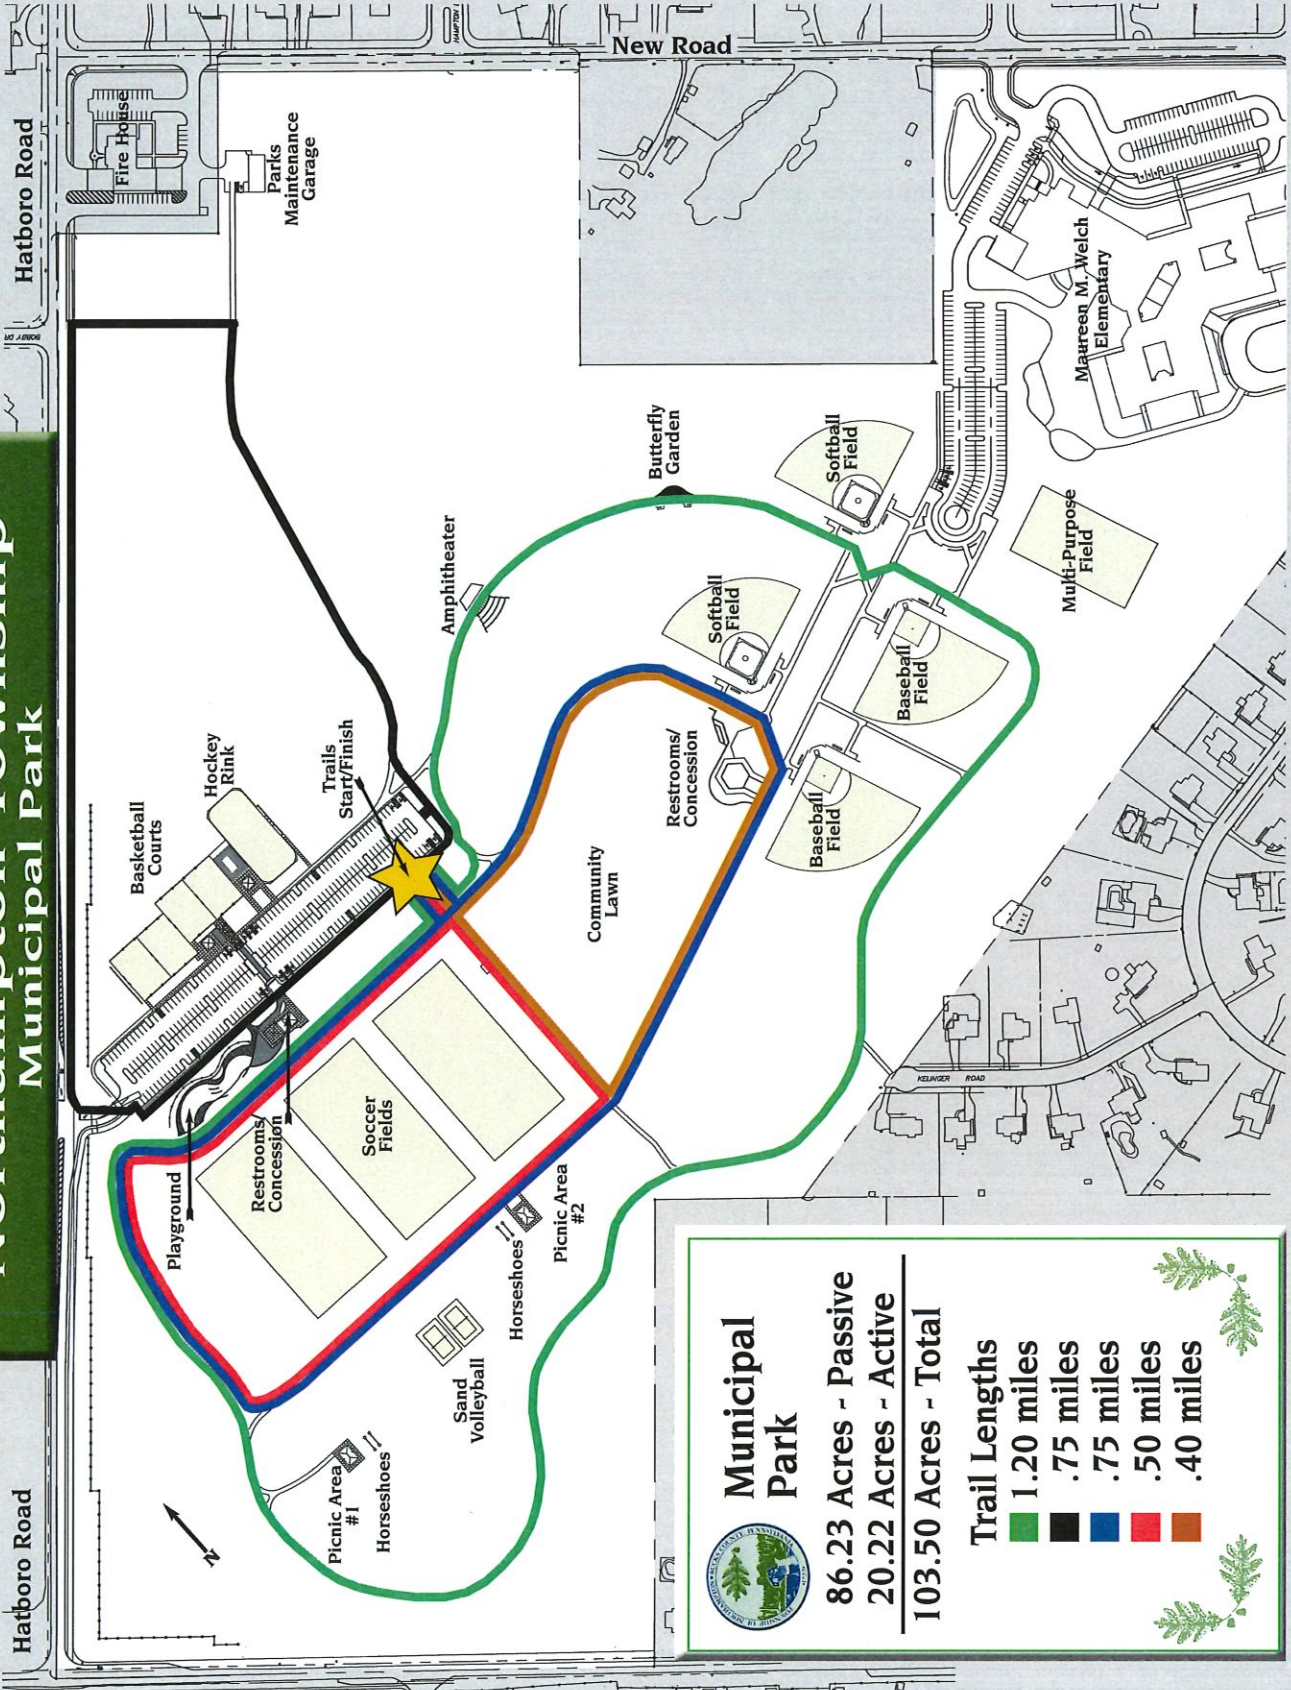 Municipal Park
Hatboro Road
Hatboro Road
New Road
Fire House
Parks
Maintenance
Garage
BOBBY DR
Basketball
Courts
Hockey
Rink
Trails
Start/Finish
Amphitheater
Butterfly
Garden
Softball
Field
Softball
Field
Maureen M. Welch
Elementary
Multi-Purpose
Field
Baseball
Field
Baseball
Field
Restrooms/
Concession
Community
Lawn
Playground
Restrooms/
Concession
Soccer
Fields
Picnic Area
#2
Horseshoes
Sand
Volleyball
Picnic Area
#1
Horseshoes
N
ROAD
Municipal
Park
86.23 Acres - Passive
20.22 Acres - Active
103.50 Acres - Total
Trail Lengths
1.20 miles
.75 miles
.75 miles
.50 miles
.40 miles